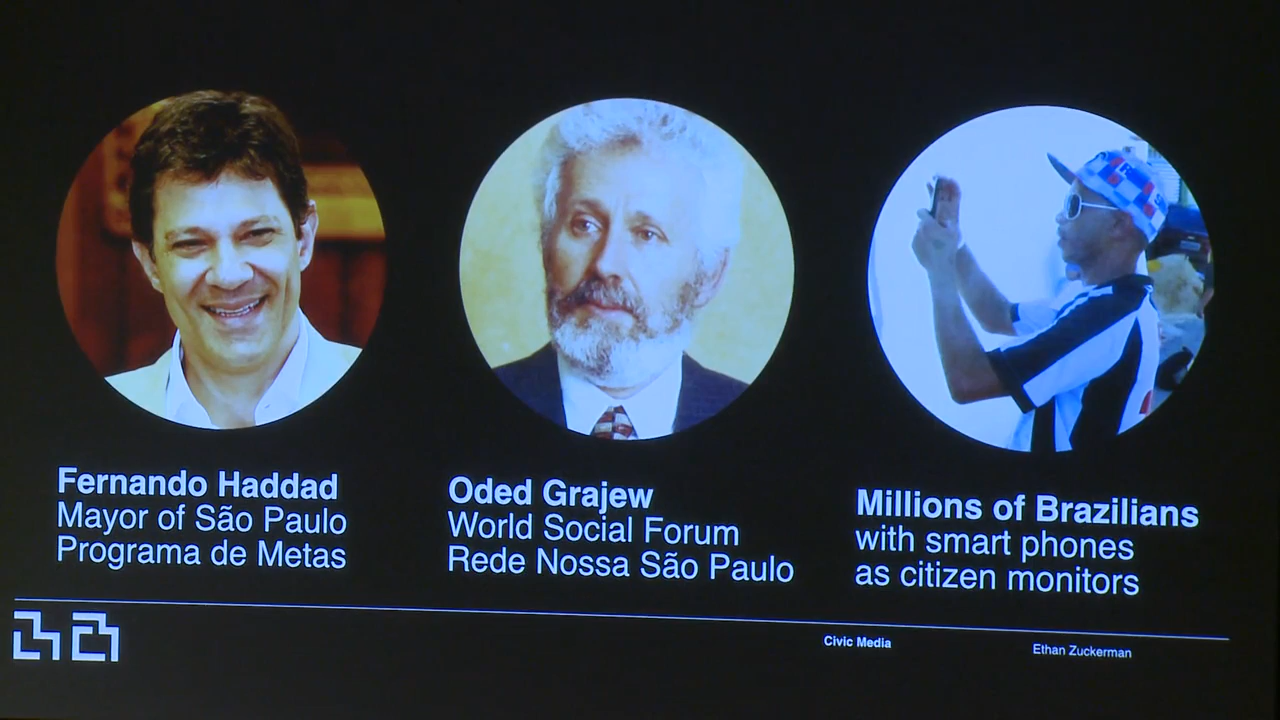 Fernando Haddad
Mayor of São Paulo
Programa de Metas
Oded Grajew
World Social Forum
Rede Nossa São Paulo
Millions of Brazilians
with smart phones
as citizen monitors
Civic Media
Ethan Zuckerman